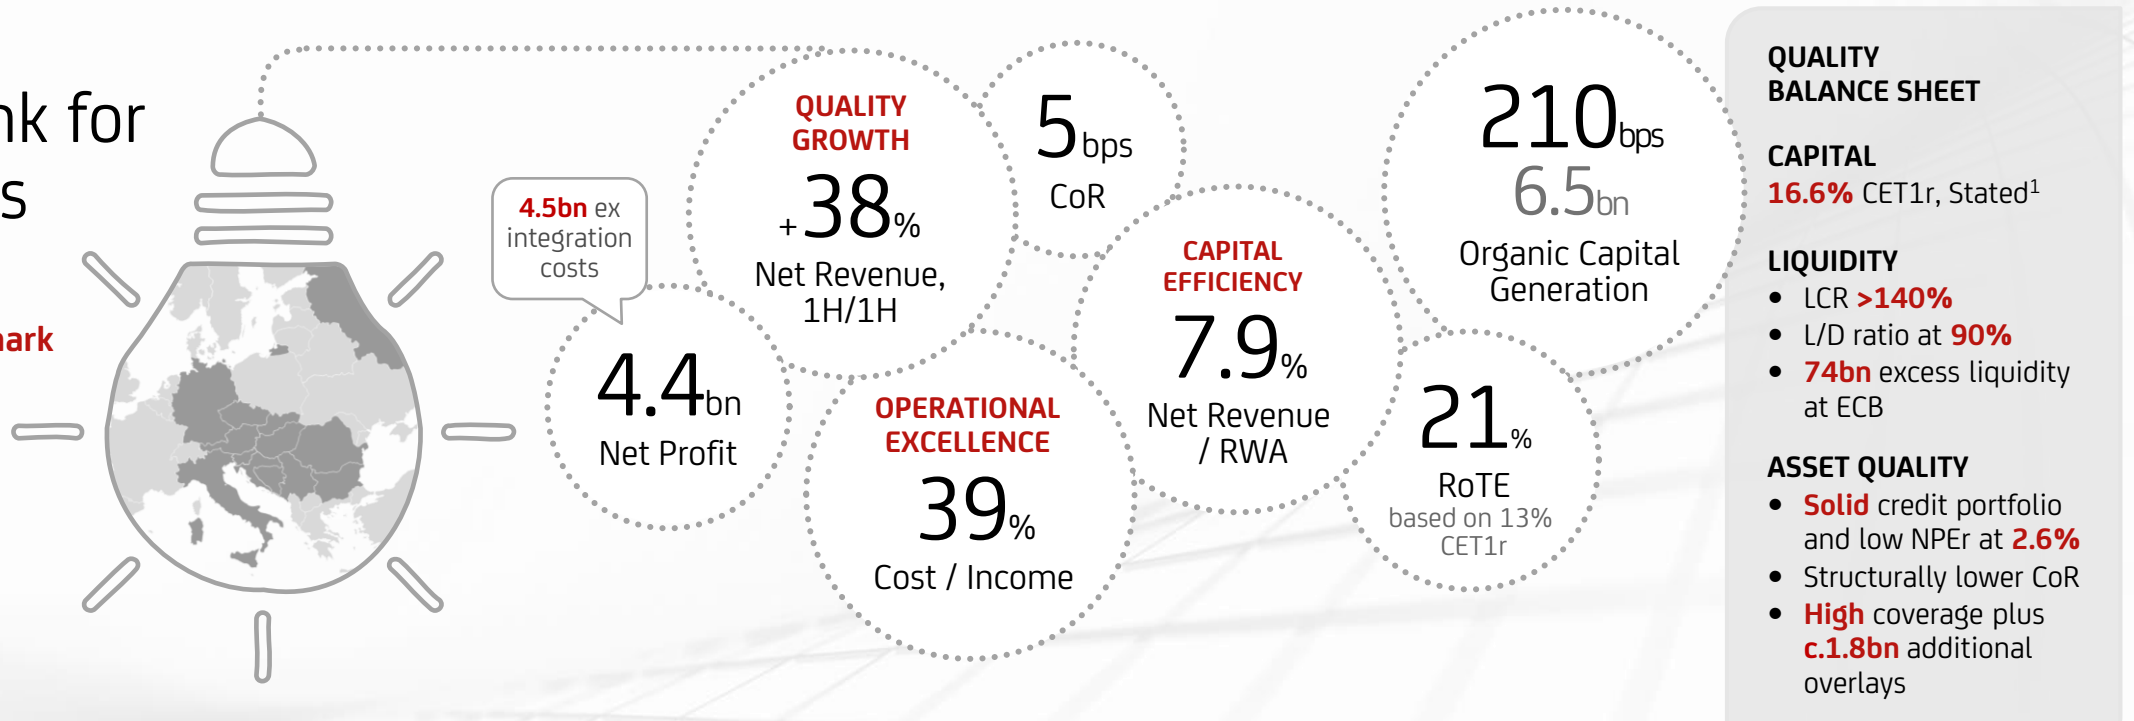 for
s
4.5bn ex
integration
costs
4.4bn
Net Profit
QUALITY
GROWTH
+38%
Net Revenue,
1H/1H
5bps
CoR
OPERATIONAL
EXCELLENCE
39%
Cost / Income
CAPITAL
EFFICIENCY
7.9%
Net Revenue
/ RWA
210bps
6.5bn
Organic Capital
Generation
21%
RoTE
based on 13%
CET1r
QUALITY
BALANCE SHEET
CAPITAL
16.6% CET1r, Stated¹
LIQUIDITY
• LCR >140%
• L/D ratio at 90%
• 74bn excess liquidity
at ECB
ASSET QUALITY
• Solid credit portfolio
and low NPEr at 2.6%
• Structurally lower CoR
• High coverage plus
c.1.8bn additional
overlays